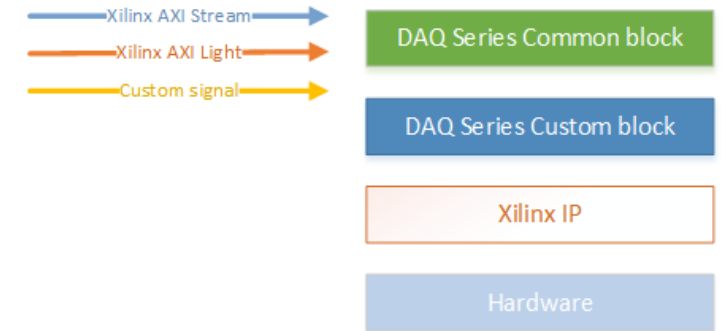 Xilinx AXI Stream
Xilinx AXI Light
Custom signal
DAQ Series Common block
DAQ Series Custom block
Xilinx IP
Hardware